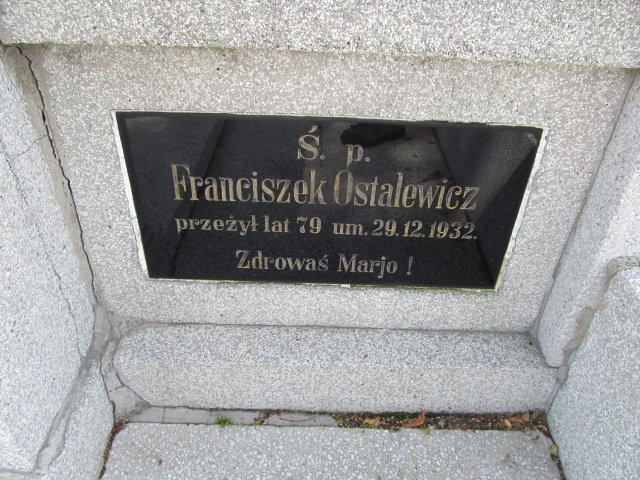 Ś. p.
Franciszek Ostalewicz
przeżył lat 79 um. 29.12.1932.
Zdrowaś Marjo !